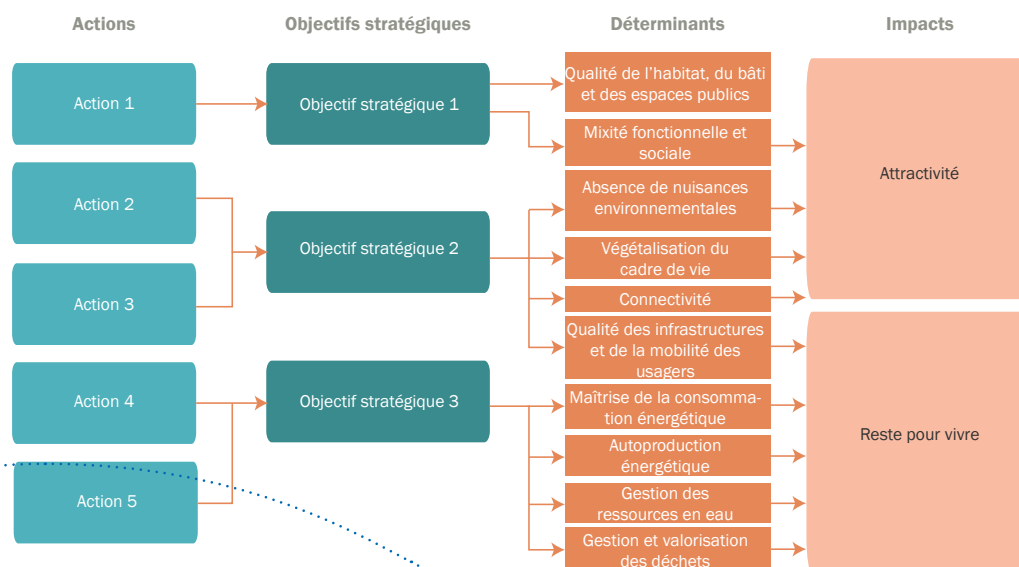 Actions
Objectifs stratégiques
Déterminants
Impacts
Action 1
Action 2
Action 3
Action 4
Action 5
Objectif stratégique 1
Objectif stratégique 2
Objectif stratégique 3
Qualité de l’habitat, du bâti
et des espaces publics
Mixité fonctionnelle et
sociale
Absence de nuisances
environnementales
Végétalisation du
cadre de vie
Connectivité
Qualité des infrastructures
et de la mobilité des
usagers
Maîtrise de la consomma-
tion énergétique
Autoproduction
énergétique
Gestion des
ressources en eau
Gestion et valorisation
des déchets
Attractivité
Reste pour vivre